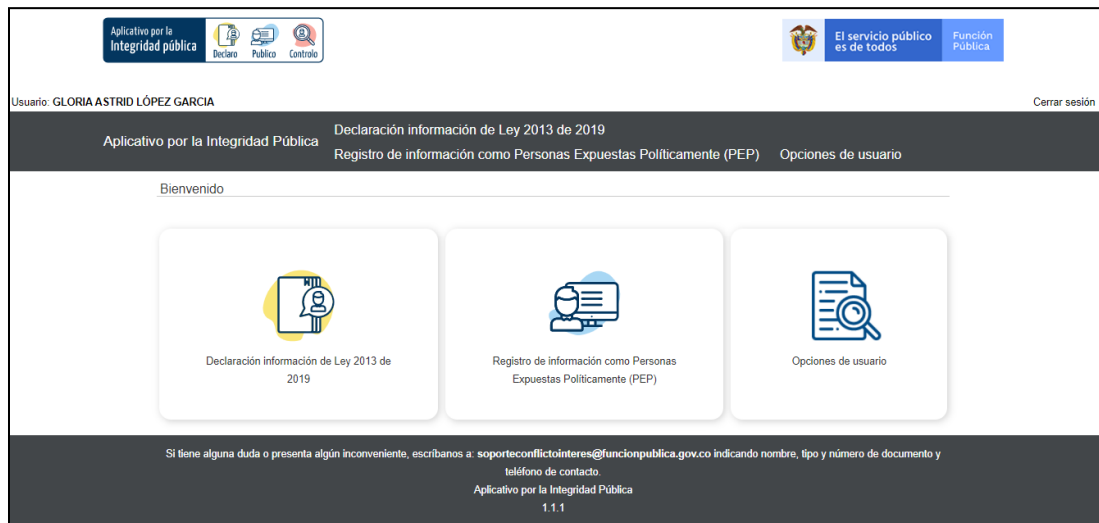 Aplicativo por la
Integridad pública
Declaro Publico Controlo
El servicio público
es de todos
Función
Pública
Usuario: GLORIA ASTRID LÓPEZ GARCIA
Cerrar sesión
Aplicativo por la Integridad Pública
Declaración información de Ley 2013 de 2019
Registro de información como Personas Expuestas Políticamente (PEP)
Opciones de usuario
Bienvenido
Declaración información de Ley 2013 de
2019
Registro de información como Personas
Expuestas Políticamente (PEP)
Opciones de usuario
Si tiene alguna duda o presenta algún inconveniente, escríbanos a: soporteconflictointeres@funcionpublica.gov.co indicando nombre, tipo y número de documento y
teléfono de contacto.
Aplicativo por la Integridad Pública
1.1.1